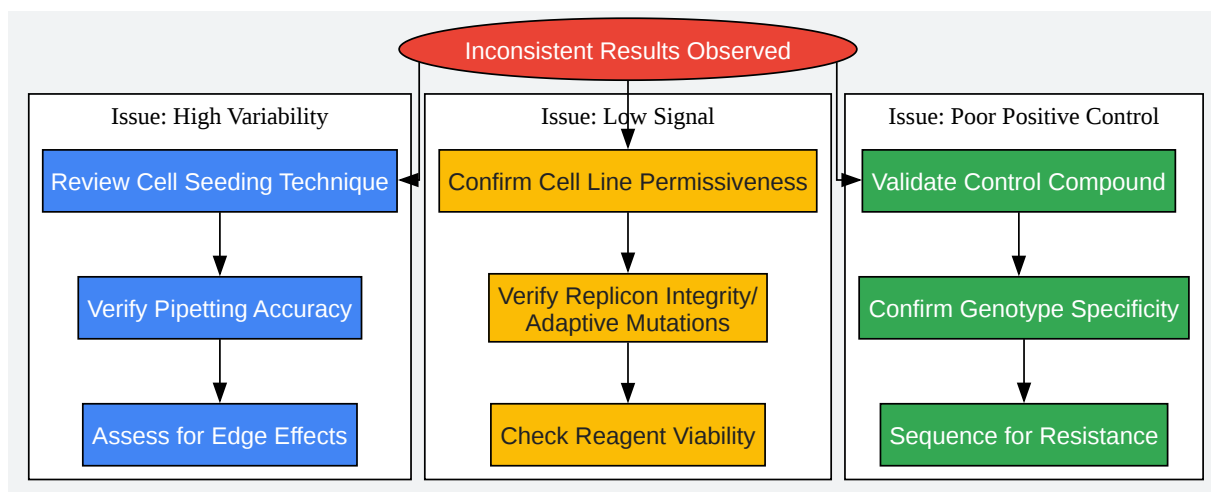 Inconsistent Results Observed
Issue: High Variability
Review Cell Seeding Technique
Verify Pipetting Accuracy
Assess for Edge Effects
Issue: Low Signal
Confirm Cell Line Permissiveness
Verify Replicon Integrity/
Adaptive Mutations
Check Reagent Viability
Issue: Poor Positive Control
Validate Control Compound
Confirm Genotype Specificity
Sequence for Resistance